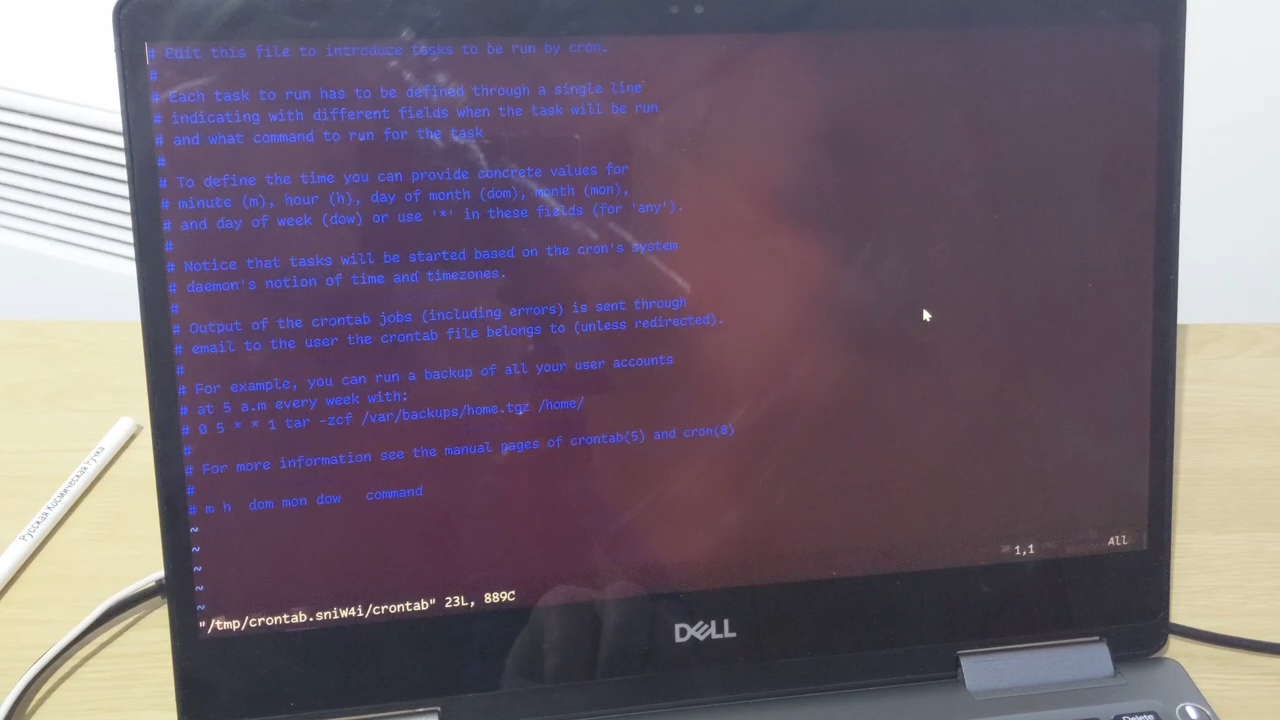 # Edit this file to introduce tasks to be run by cron.
#
# Each task to run has to be defined through a single line
# indicating with different fields when the task will be run
# and what command to run for the task
#
# To define the time you can provide concrete values for
# minute (m), hour (h), day of month (dom), month (mon),
# and day of week (dow) or use '*' in these fields (for 'any').
#
# Notice that tasks will be started based on the cron's system
# daemon's notion of time and timezones.
#
# Output of the crontab jobs (including errors) is sent through
# email to the user the crontab file belongs to (unless redirected).
#
# For example, you can run a backup of all your user accounts
# at 5 a.m every week with:
# 0 5 * * 1 tar -zcf /var/backups/home.tgz /home/
#
# For more information see the manual pages of crontab(5) and cron(8)
#
# m h  dom mon dow   command
~
~
~
~
~
"/tmp/crontab.sniW4i/crontab" 23L, 889C
1,1
All
DELL
Русская Космическая Ручка
Delete